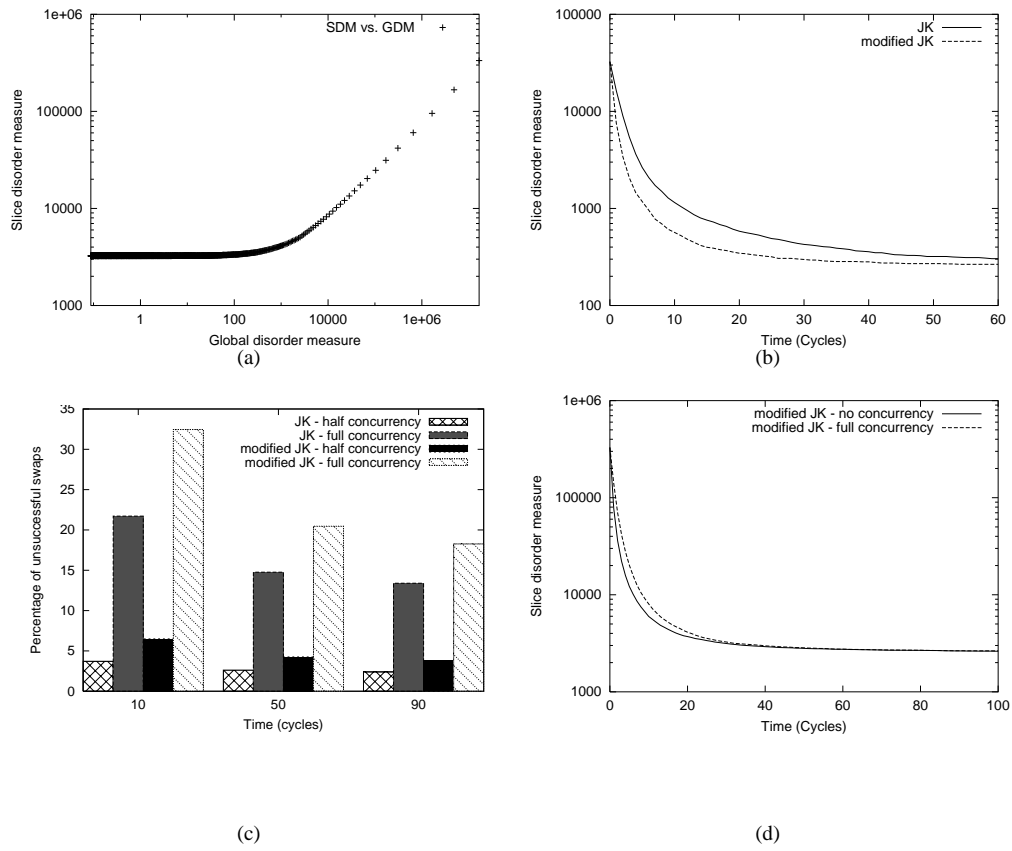 1e+06
100000
10000
1000
Slice disorder measure
SDM vs. GDM
1
100
10000
1e+06
Global disorder measure
(a)
100000
10000
1000
100
Slice disorder measure
JK
modified JK
0
10
20
30
40
50
60
Time (Cycles)
(b)
35
30
25
20
15
10
5
0
Percentage of unsuccessful swaps
JK - half concurrency
JK - full concurrency
modified JK - half concurrency
modified JK - full concurrency
10
50
90
Time (cycles)
(c)
1e+06
100000
10000
1000
Slice disorder measure
modified JK - no concurrency
modified JK - full concurrency
0
20
40
60
80
100
Time (Cycles)
(d)